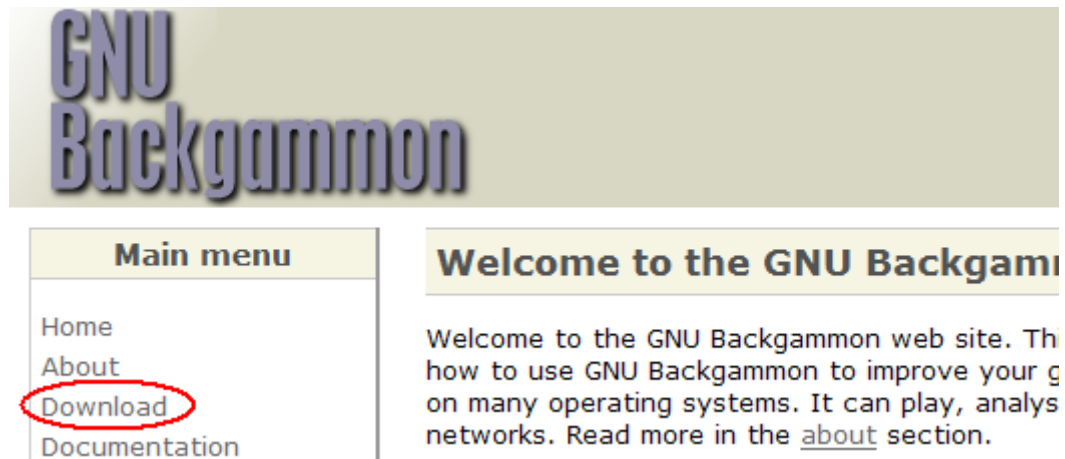 GNU
Backgammon
Main menu
Home
About
Download
Documentation
Welcome to the GNU Backgam
Welcome to the GNU Backgammon web site. Thi
how to use GNU Backgammon to improve your g
on many operating systems. It can play, analys
networks. Read more in the about section.